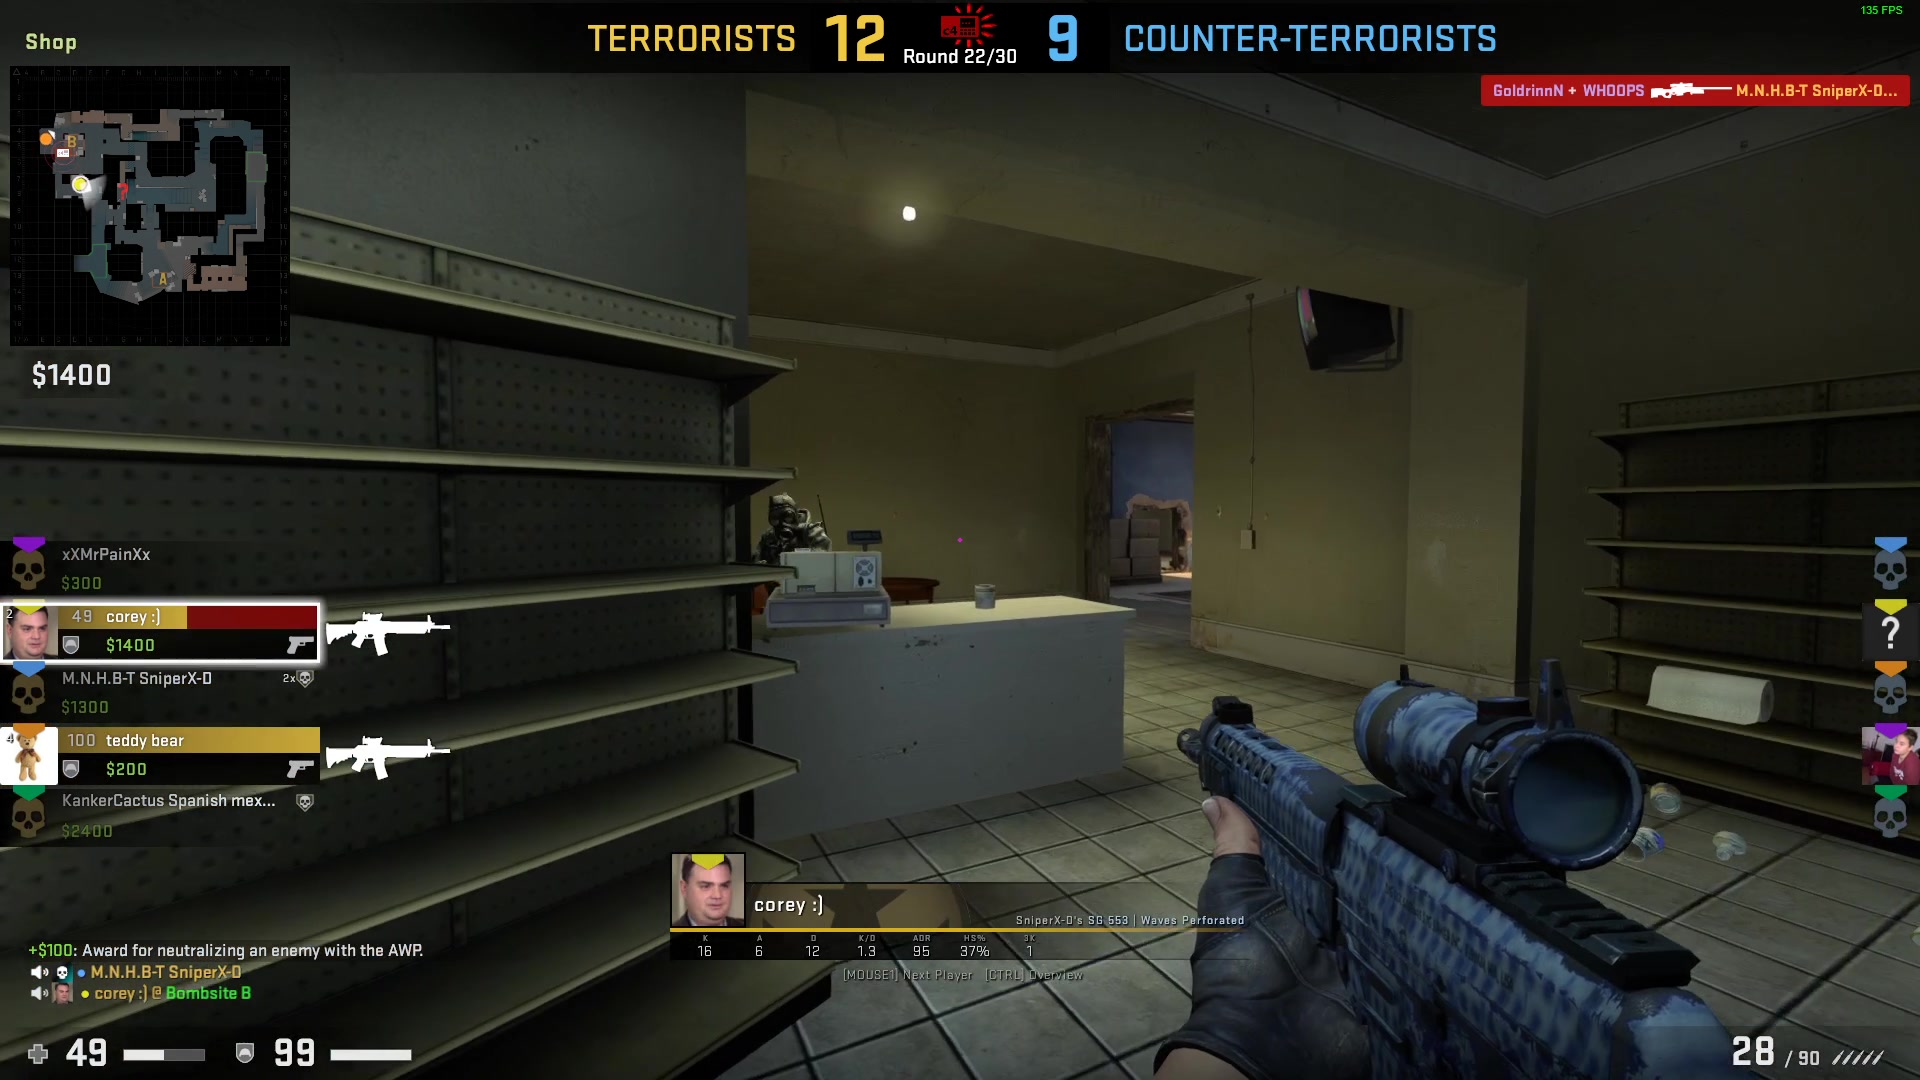 135 FPS
Shop
TERRORISTS 12
C4
Round 22/30
9 COUNTER-TERRORISTS
GoldrinnN + WHOOPS M.N.H.B-T SniperX-D...
B
?
A
$1400
xXMrPainXx
$300
2
49 corey :)
$1400
M.N.H.B-T SniperX-D 2x
$1300
4
100 teddy bear
$200
KankerCactus Spanish mex...
$2400
?
corey :)
SniperX-D's SG 553 | Waves Perforated
K A D K/D ADR HS% 3K
16 6 12 1.3 95 37% 1
[MOUSE1] Next Player [CTRL] Overview
+$100: Award for neutralizing an enemy with the AWP.
M.N.H.B-T SniperX-D
corey :) @ Bombsite B
49 99
28 / 90